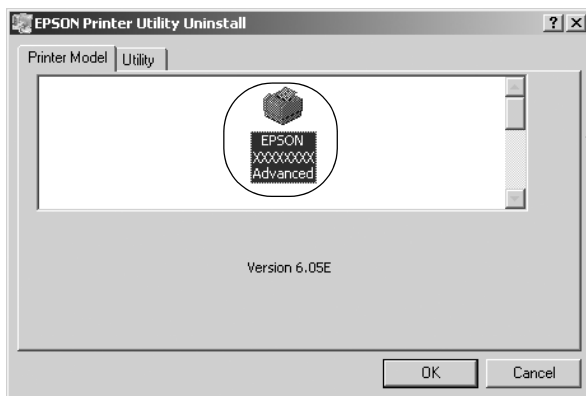 EPSON Printer Utility Uninstall
Printer Model
Utility
EPSON
XXXXXXXX
Advanced
Version 6.05E
OK
Cancel